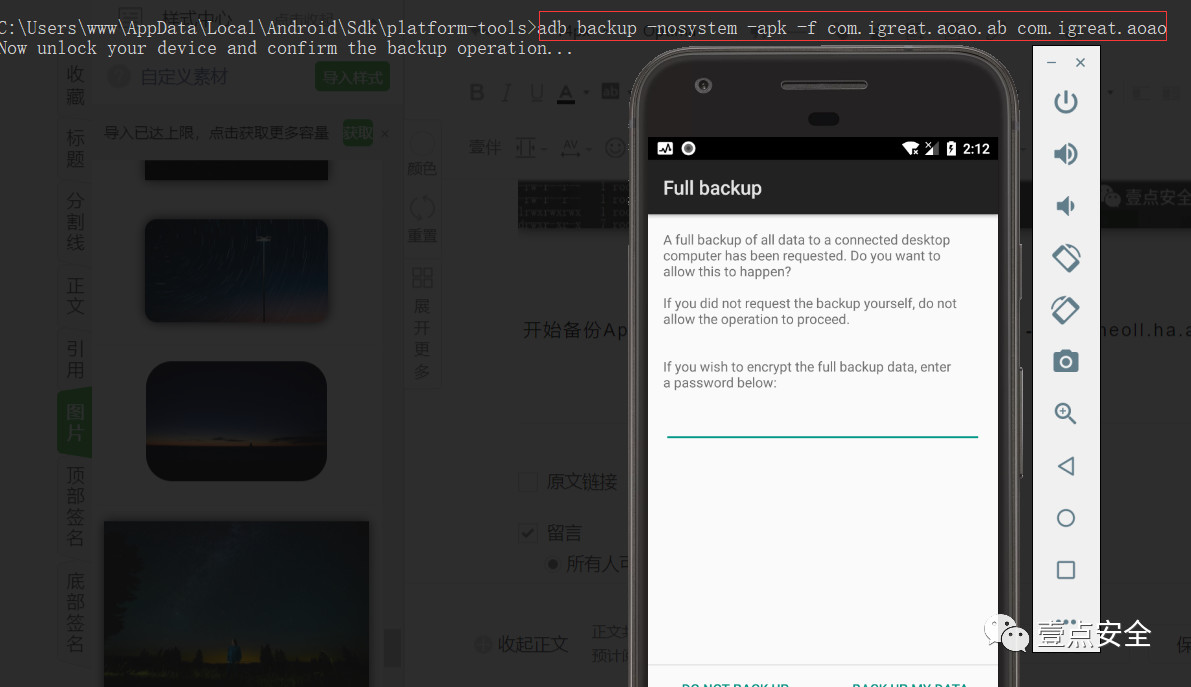 C:\Users\www\AppData\Local\Android\Sdk\platform-tools>adb backup -nosystem -apk -f com.igreat.aoao.ab com.igreat.aoao
Now unlock your device and confirm the backup operation...
样式中心
收藏
标题
分割线
正文
引用
图片
顶部签名
底部签名
自定义素材
导入样式
导入已达上限，点击获取更多容量
获取
×
壹伴
颜色
重置
展开更多
壹点安全
开始备份Ap
原文链接
留言
所有人可
收起正文
正文
预计
保
2:12
Full backup
A full backup of all data to a connected desktop
computer has been requested. Do you want to
allow this to happen?
If you did not request the backup yourself, do not
allow the operation to proceed.
If you wish to encrypt the full backup data, enter
a password below:
DO NOT BACK UP
BACK UP MY DATA
壹点安全